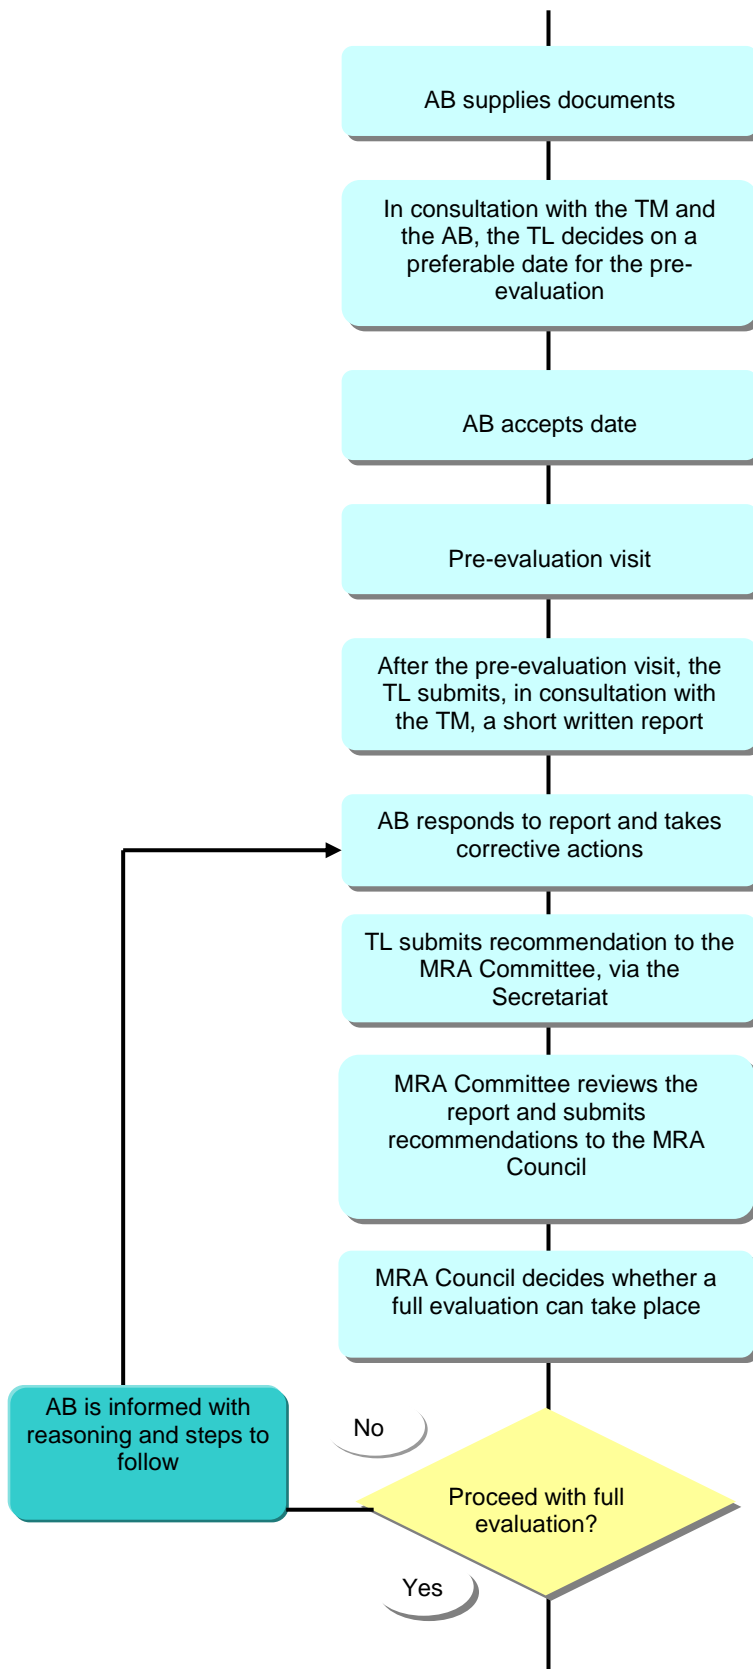 AB supplies documents
In consultation with the TM and
the AB, the TL decides on a
preferable date for the pre-
evaluation
AB accepts date
Pre-evaluation visit
After the pre-evaluation visit, the
TL submits, in consultation with
the TM, a short written report
AB responds to report and takes
corrective actions
TL submits recommendation to the
MRA Committee, via the
Secretariat
MRA Committee reviews the
report and submits
recommendations to the MRA
Council
MRA Council decides whether a
full evaluation can take place
AB is informed with
reasoning and steps to
follow
No
Proceed with full
evaluation?
Yes